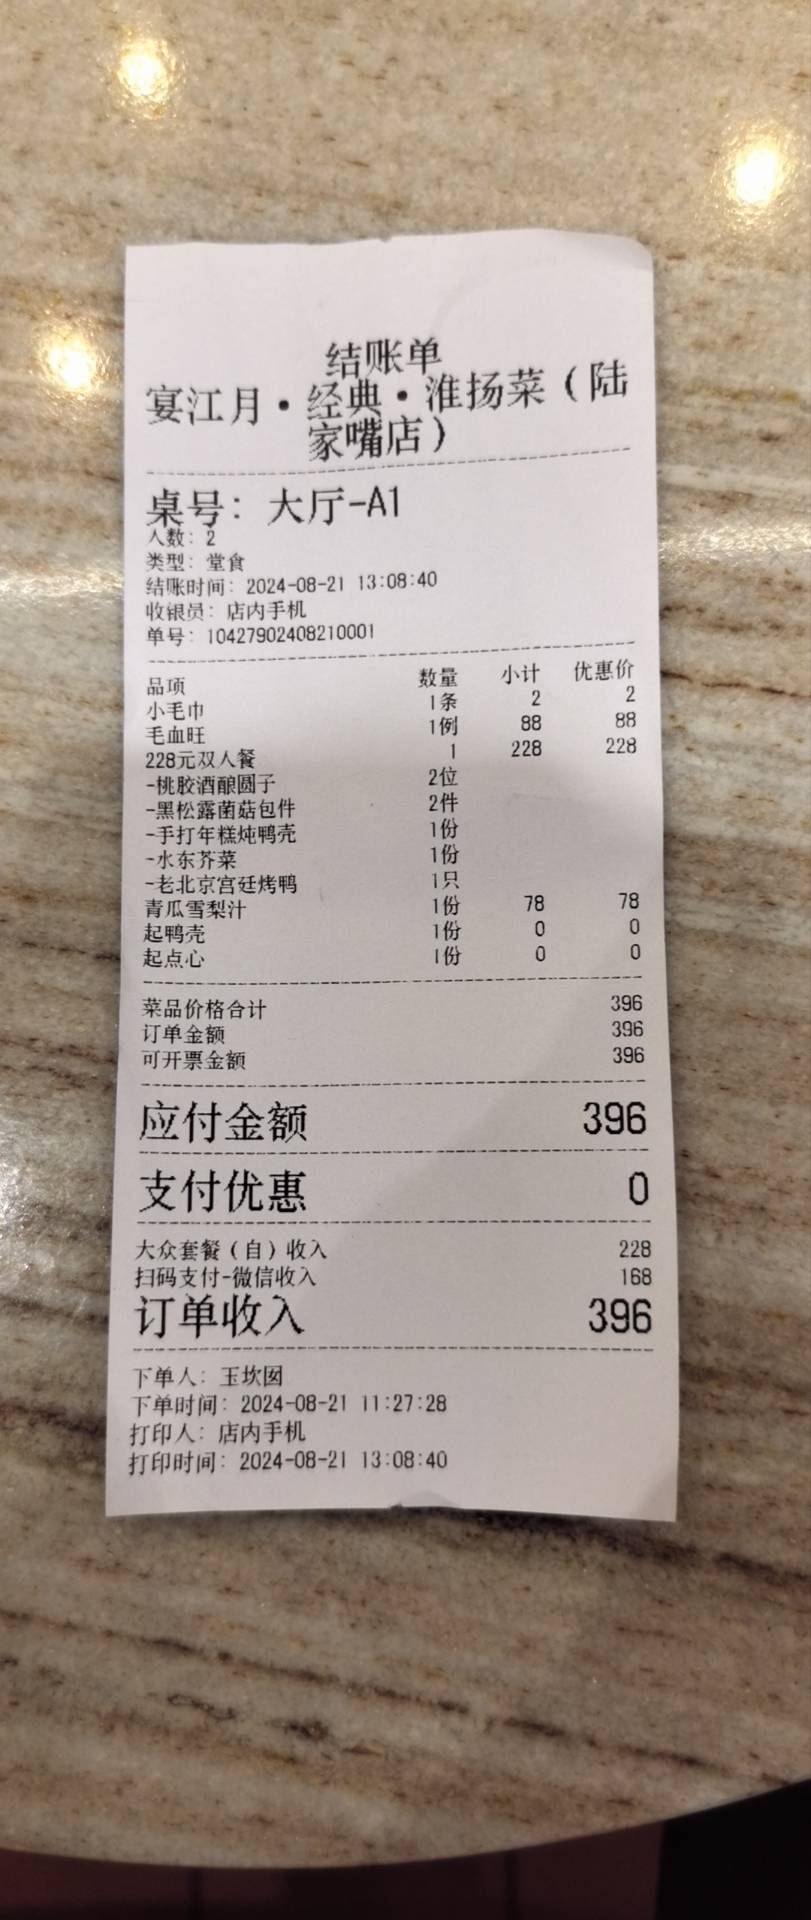 结账单
宴江月·经典·淮扬菜（陆
家嘴店）
桌号：大厅-A1
人数：2
类型：堂食
结账时间：2024-08-21 13:08:40
收银员：店内手机
单号：10427902408210001
品项 数量 小计 优惠价
小毛巾 1条 2 2
毛血旺 1例 88 88
228元双人餐 1 228 228
-桃胶酒酿圆子 2位
-黑松露菌菇包件 2件
-手打年糕炖鸭壳 1份
-水东芥菜 1份
-老北京宫廷烤鸭 1只
青瓜雪梨汁 1份 78 78
起鸭壳 1份 0 0
起点心 1份 0 0
菜品价格合计 396
订单金额 396
可开票金额 396
应付金额 396
支付优惠 0
大众套餐（自）收入 228
扫码支付-微信收入 168
订单收入 396
下单人：玉坎囡
下单时间：2024-08-21 11:27:28
打印人：店内手机
打印时间：2024-08-21 13:08:40